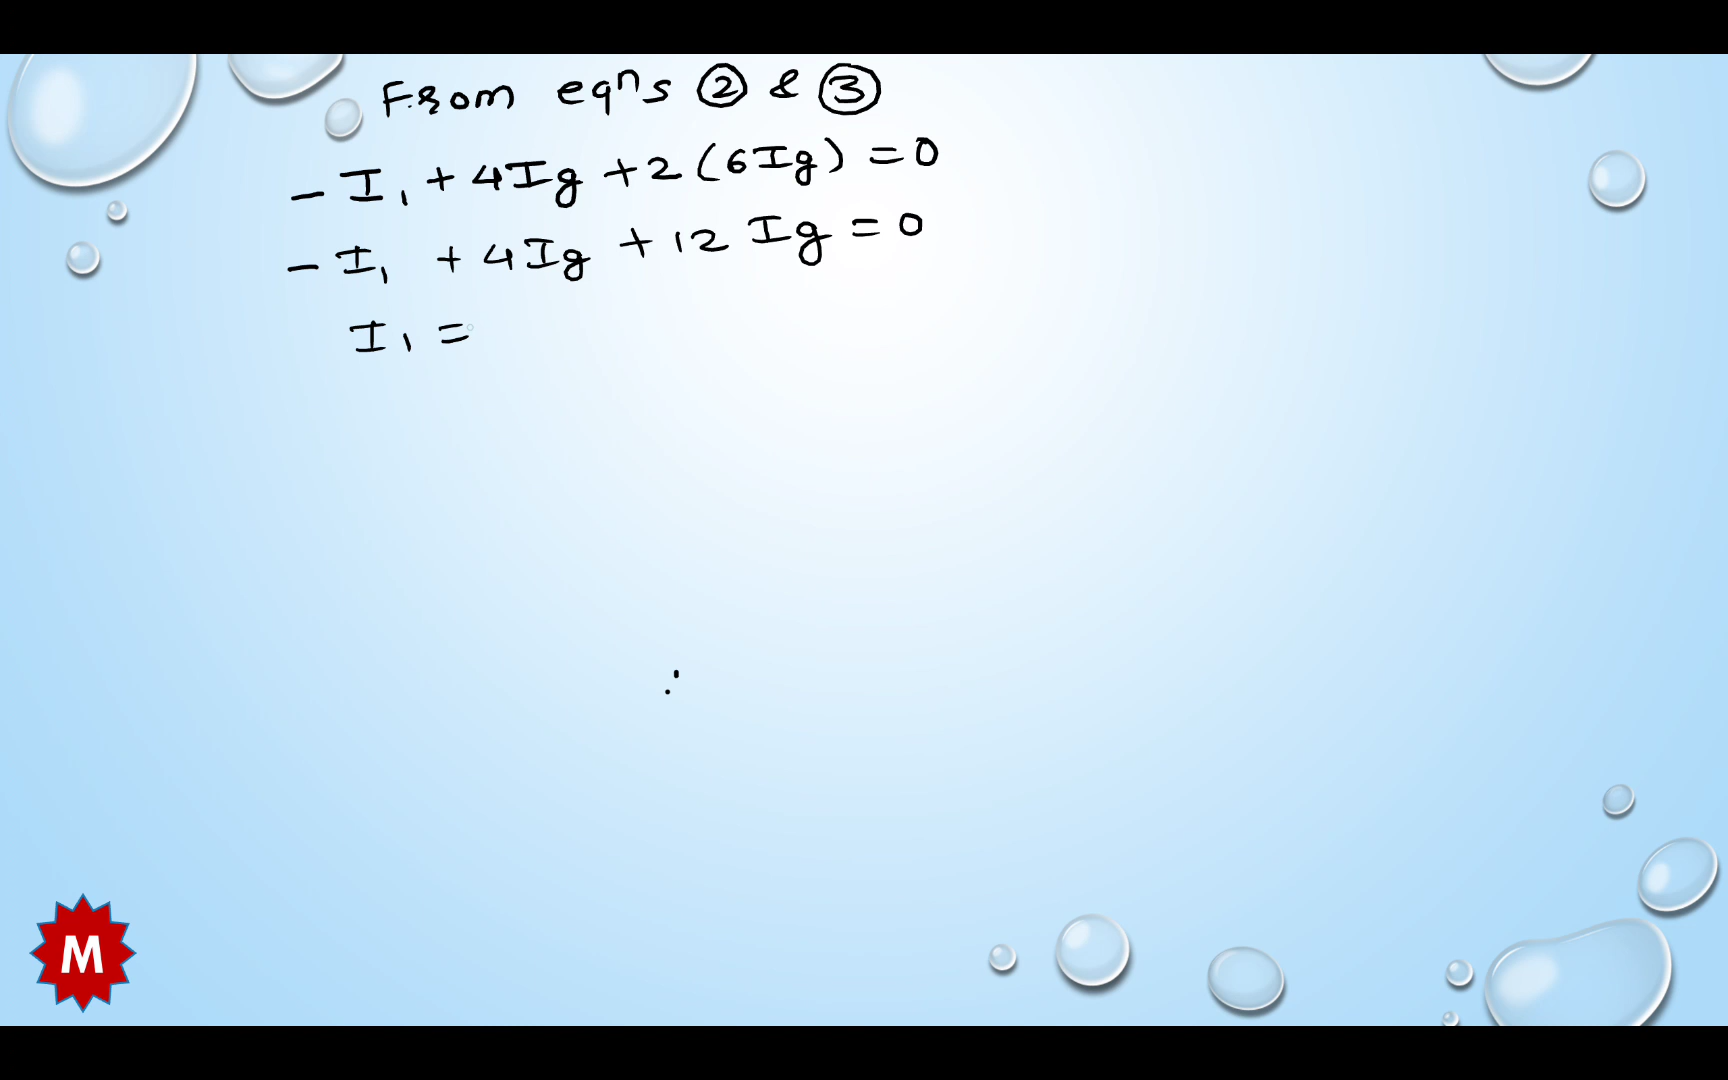 From eqⁿs ② & ③
- I₁ + 4Ig + 2(6Ig) = 0
- I₁ + 4Ig + 12 Ig = 0
I₁ =
M